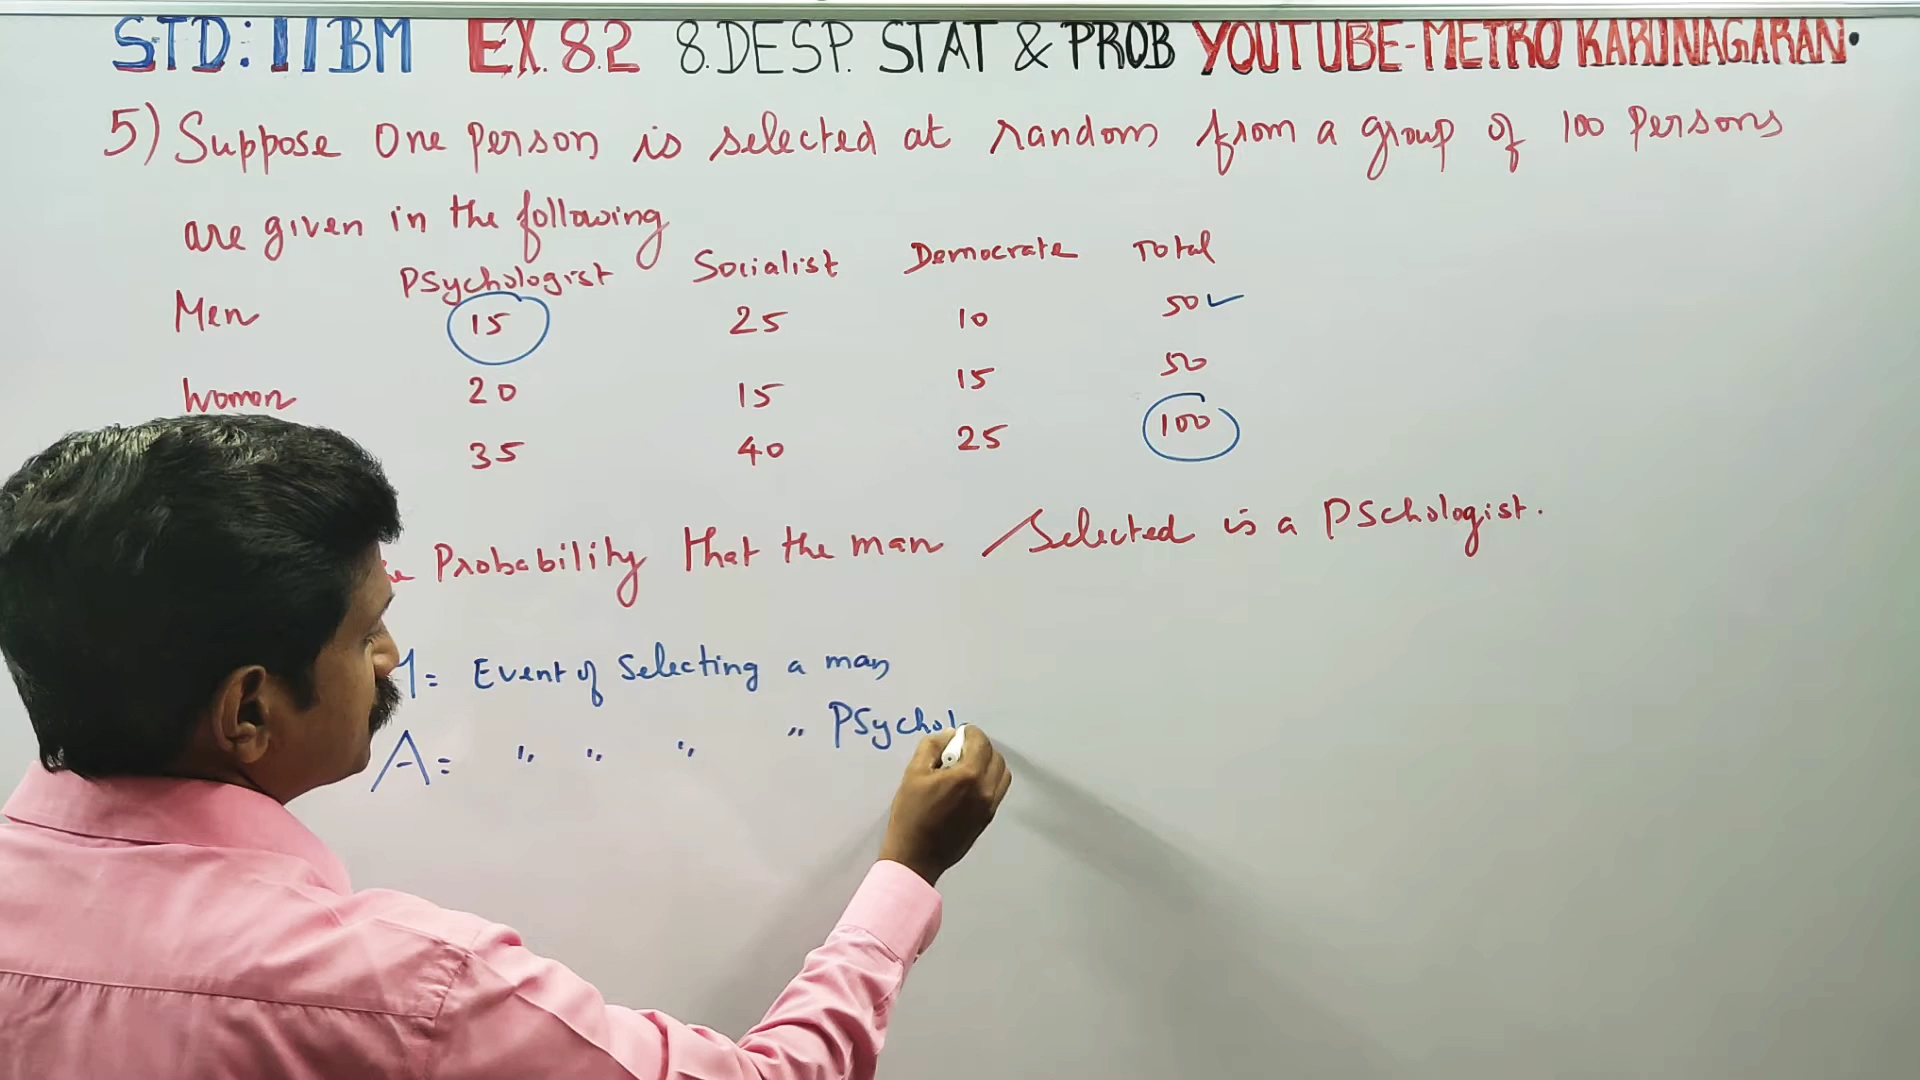 STD: 11BM EX. 8.2 8.DESP. STAT & PROB YOUTUBE-METRO KARUNAGARAN.
5) Suppose One person is selected at random from a group of 100 Persons
are given in the following
Psychologist Socialist Democrate Total
Men 15 25 10 50 ✓
Women 20 15 15 50
35 40 25 100
Probability that the man Selected is a Pschologist.
= Event of Selecting a man
A = " " " " Psychol